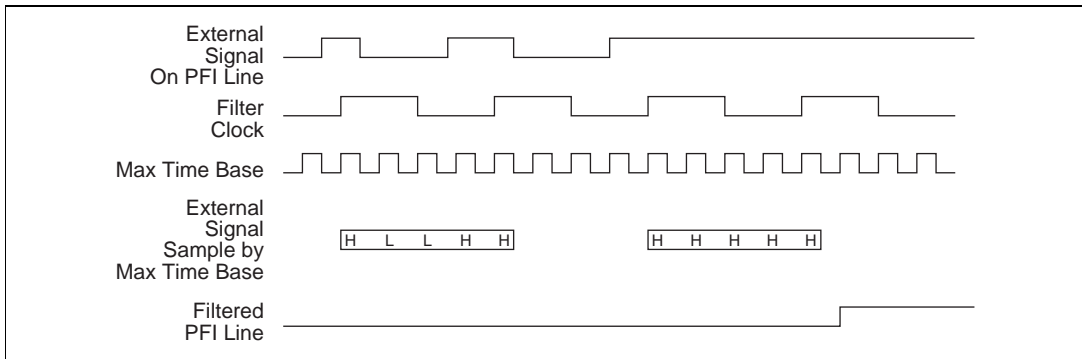 External
Signal
On PFI Line
Filter
Clock
Max Time Base
External
Signal
Sample by
Max Time Base
H L L H H
H H H H H
Filtered
PFI Line